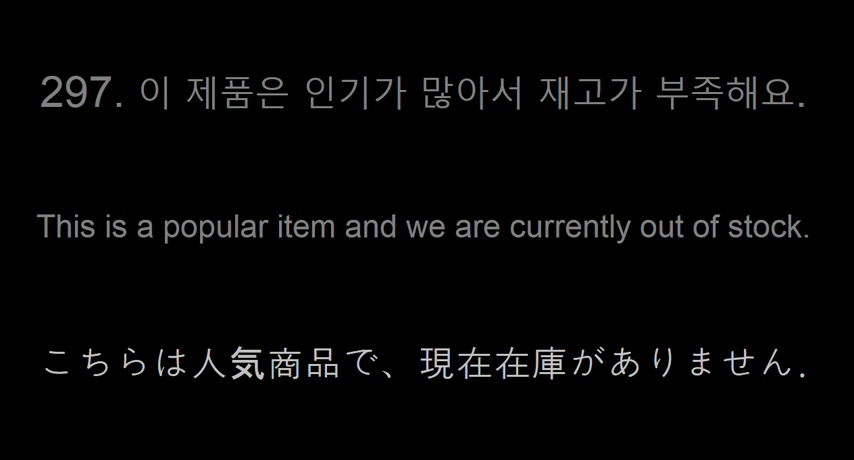 297. 이 제품은 인기가 많아서 재고가 부족해요.
This is a popular item and we are currently out of stock.
こちらは人気商品で、現在在庫がありません.